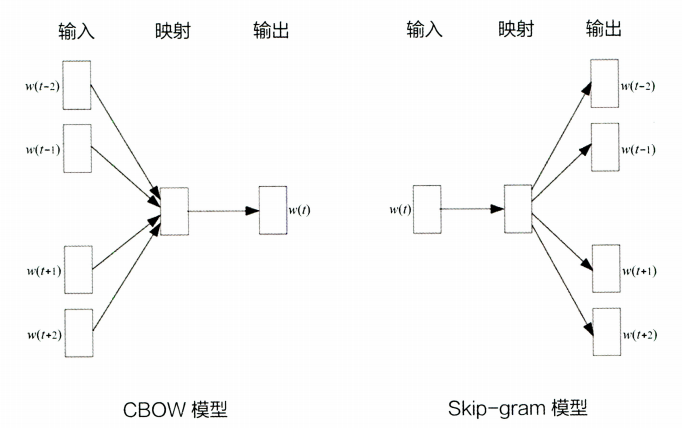 输入 映射 输出
w(t-2)
w(t-1)
w(t)
w(t+1)
w(t+2)
CBOW 模型
输入 映射 输出
w(t-2)
w(t-1)
w(t)
w(t+1)
w(t+2)
Skip-gram 模型